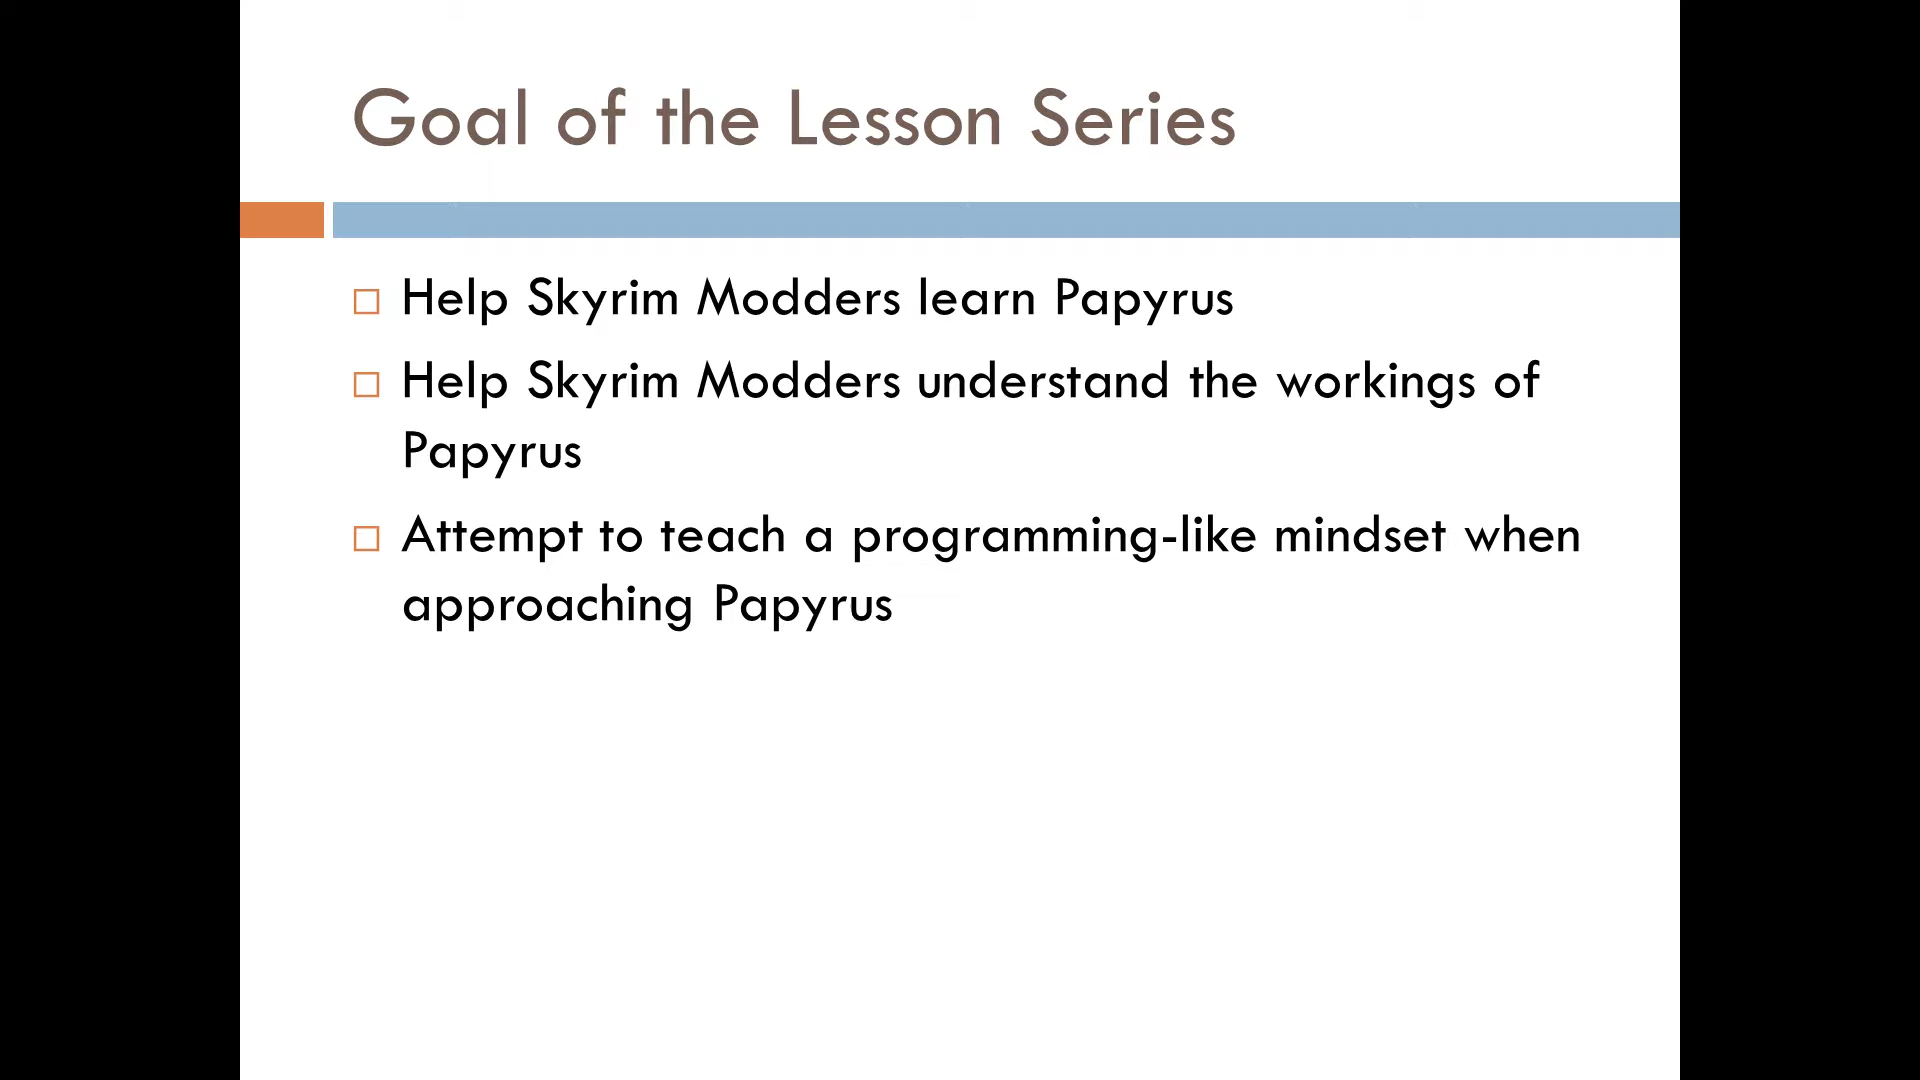 Goal of the Lesson Series
Help Skyrim Modders learn Papyrus
Help Skyrim Modders understand the workings of
Papyrus
Attempt to teach a programming-like mindset when
approaching Papyrus